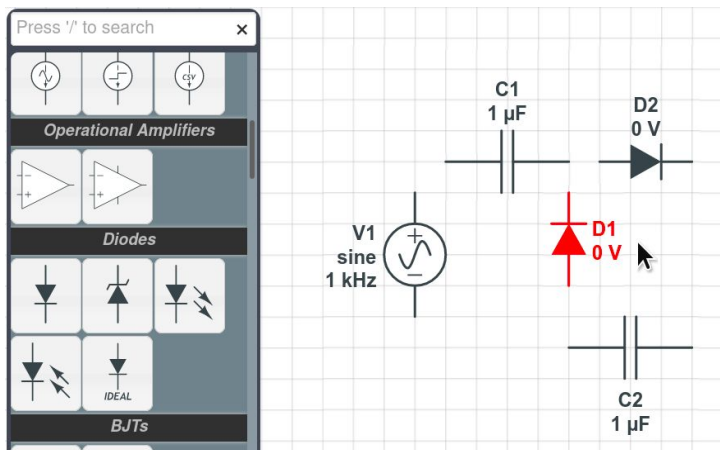 Press '/' to search
×
CSV
Operational Amplifiers
Diodes
IDEAL
BJTs
C1
1 µF
D2
0 V
V1
sine
1 kHz
D1
0 V
C2
1 µF